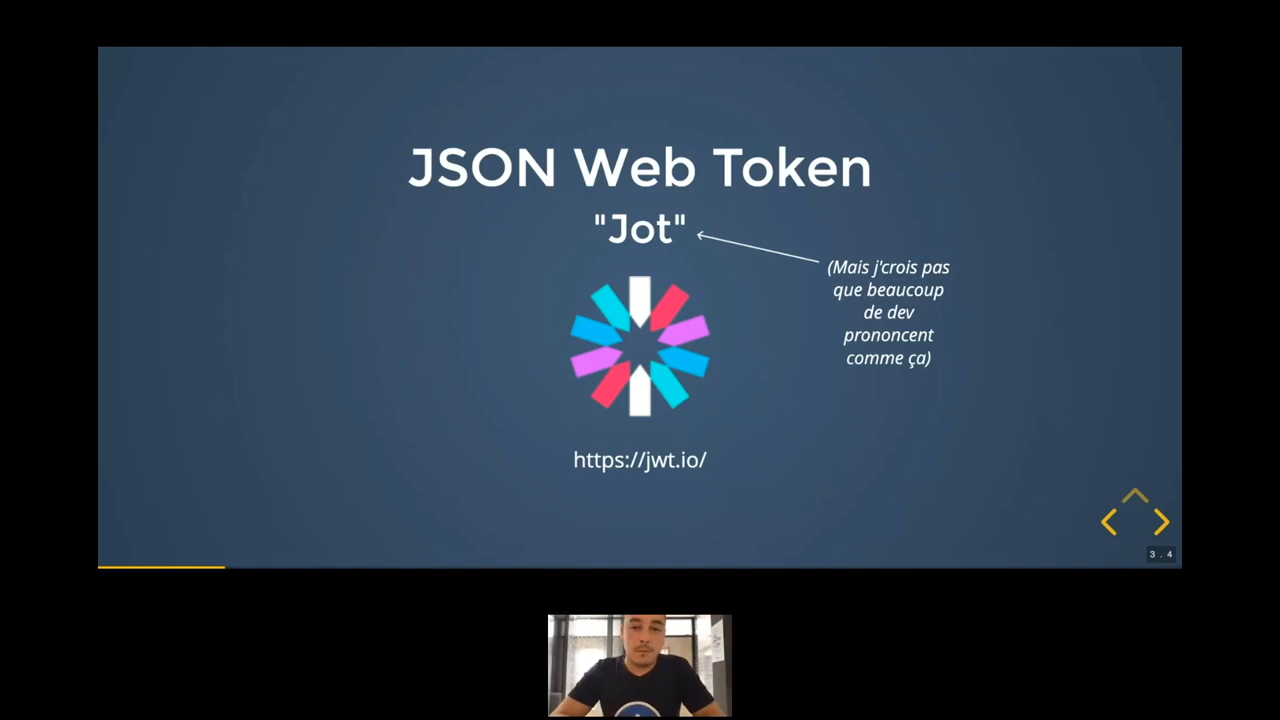 JSON Web Token
"Jot"
(Mais j'crois pas
que beaucoup
de dev
prononcent
comme ça)
https://jwt.io/
3 . 4